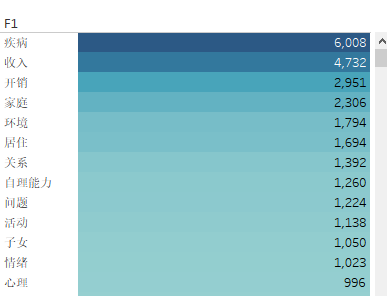 F1
疾病 6,008
收入 4,732
开销 2,951
家庭 2,306
环境 1,794
居住 1,694
关系 1,392
自理能力 1,260
问题 1,224
活动 1,138
子女 1,050
情绪 1,023
心理 996